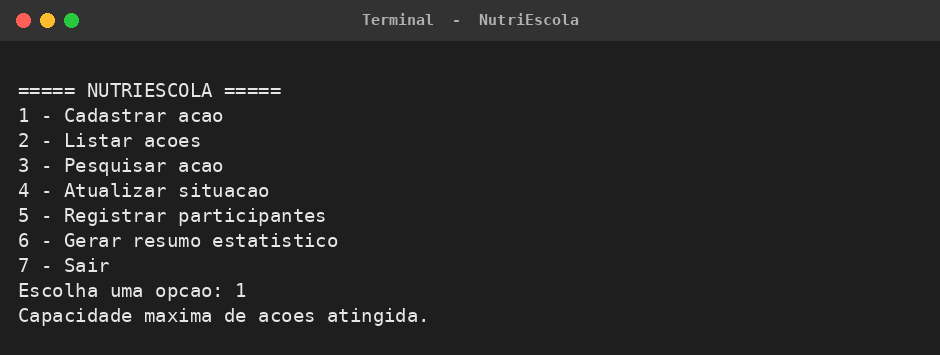 Terminal  -  NutriEscola
===== NUTRIESCOLA =====
1 - Cadastrar acao
2 - Listar acoes
3 - Pesquisar acao
4 - Atualizar situacao
5 - Registrar participantes
6 - Gerar resumo estatistico
7 - Sair
Escolha uma opcao: 1
Capacidade maxima de acoes atingida.